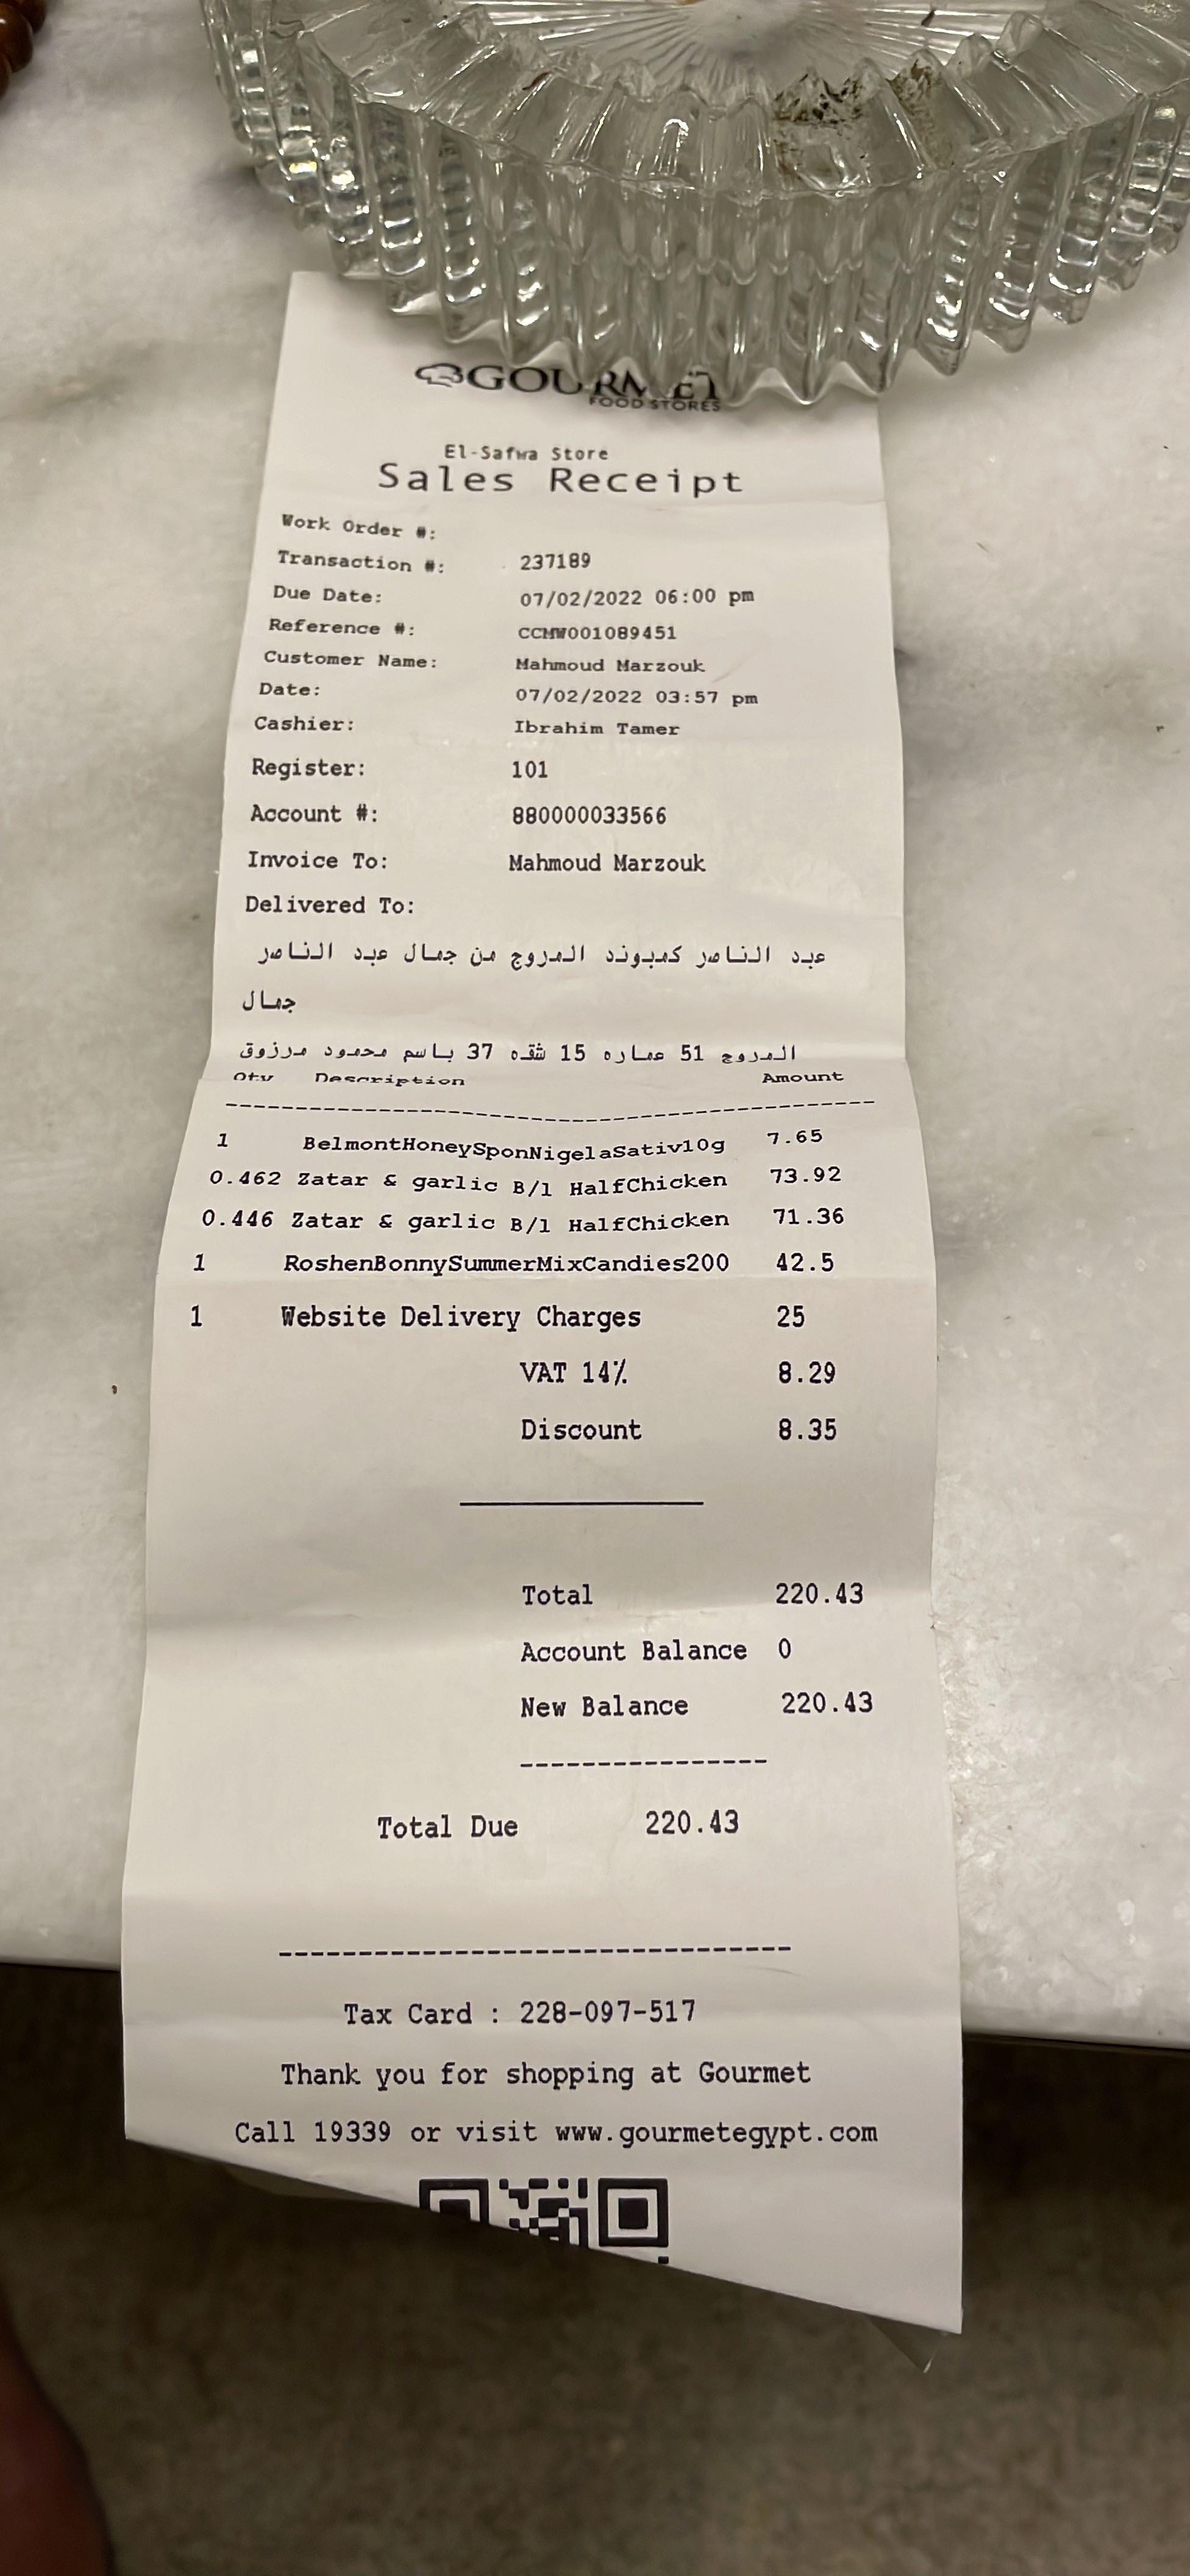 GOURMET
FOOD STORES
El-Safwa Store
Sales Receipt
Work Order #:
Transaction #: 237189
Due Date: 07/02/2022 06:00 pm
Reference #: CCMW001089451
Customer Name: Mahmoud Marzouk
Date: 07/02/2022 03:57 pm
Cashier: Ibrahim Tamer
Register: 101
Account #: 880000033566
Invoice To: Mahmoud Marzouk
Delivered To:
عبد الناصر كمبوند المروج من جمال عبد الناصر
جمال
المروج 51 عماره 15 شقه 37 باسم محمود مرزوق
Qty Description Amount
1 BelmontHoneySponNigelaSativ10g 7.65
0.462 Zatar & garlic B/l HalfChicken 73.92
0.446 Zatar & garlic B/l HalfChicken 71.36
1 RoshenBonnySummerMixCandies200 42.5
1 Website Delivery Charges 25
VAT 14% 8.29
Discount 8.35
Total 220.43
Account Balance 0
New Balance 220.43
Total Due 220.43
Tax Card : 228-097-517
Thank you for shopping at Gourmet
Call 19339 or visit www.gourmetegypt.com